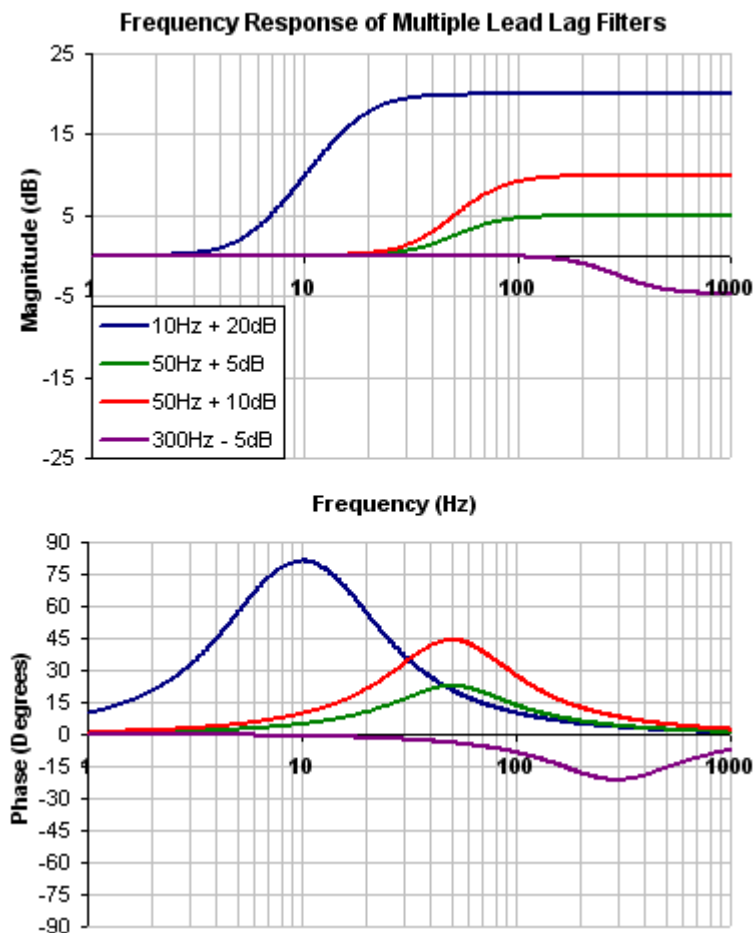 Frequency Response of Multiple Lead Lag Filters
25
15
5
-5
-15
-25
Magnitude (dB)
1 10 100 1000
10Hz + 20dB
50Hz + 5dB
50Hz + 10dB
300Hz - 5dB
Frequency (Hz)
90
75
60
45
30
15
0
-15
-30
-45
-60
-75
-90
Phase (Degrees)
1 10 100 1000